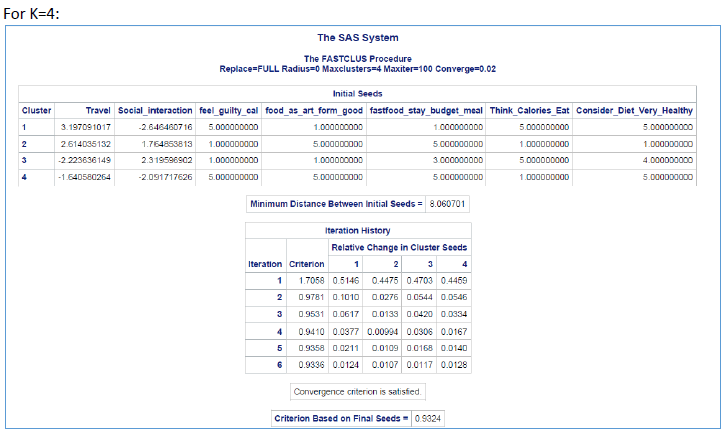 For K=4:
The SAS System
The FASTCLUS Procedure
Replace=FULL Radius=0 Maxclusters=4 Maxiter=100 Converge=0.02
Initial Seeds
Cluster Travel Social_interaction feel_guilty_cal food_as_art_form_good fastfood_stay_budget_meal Think_Calories_Eat Consider_Diet_Very_Healthy
1 3.197091017 -2.646460716 5.000000000 1.000000000 1.000000000 5.000000000 5.000000000
2 2.614035132 1.764853813 1.000000000 5.000000000 5.000000000 5.000000000 1.000000000
3 -2.223636149 2.319596902 1.000000000 1.000000000 3.000000000 5.000000000 4.000000000
4 -1.640580264 -2.091717626 5.000000000 5.000000000 5.000000000 1.000000000 5.000000000
Minimum Distance Between Initial Seeds = 8.060701
Iteration History
Relative Change in Cluster Seeds
Iteration Criterion 1 2 3 4
1 1.7058 0.5146 0.4475 0.4703 0.4459
2 0.9781 0.1010 0.0276 0.0544 0.0546
3 0.9531 0.0617 0.0133 0.0420 0.0334
4 0.9410 0.0377 0.00994 0.0306 0.0167
5 0.9358 0.0211 0.0109 0.0168 0.0140
6 0.9336 0.0124 0.0107 0.0117 0.0128
Convergence criterion is satisfied.
Criterion Based on Final Seeds = 0.9324